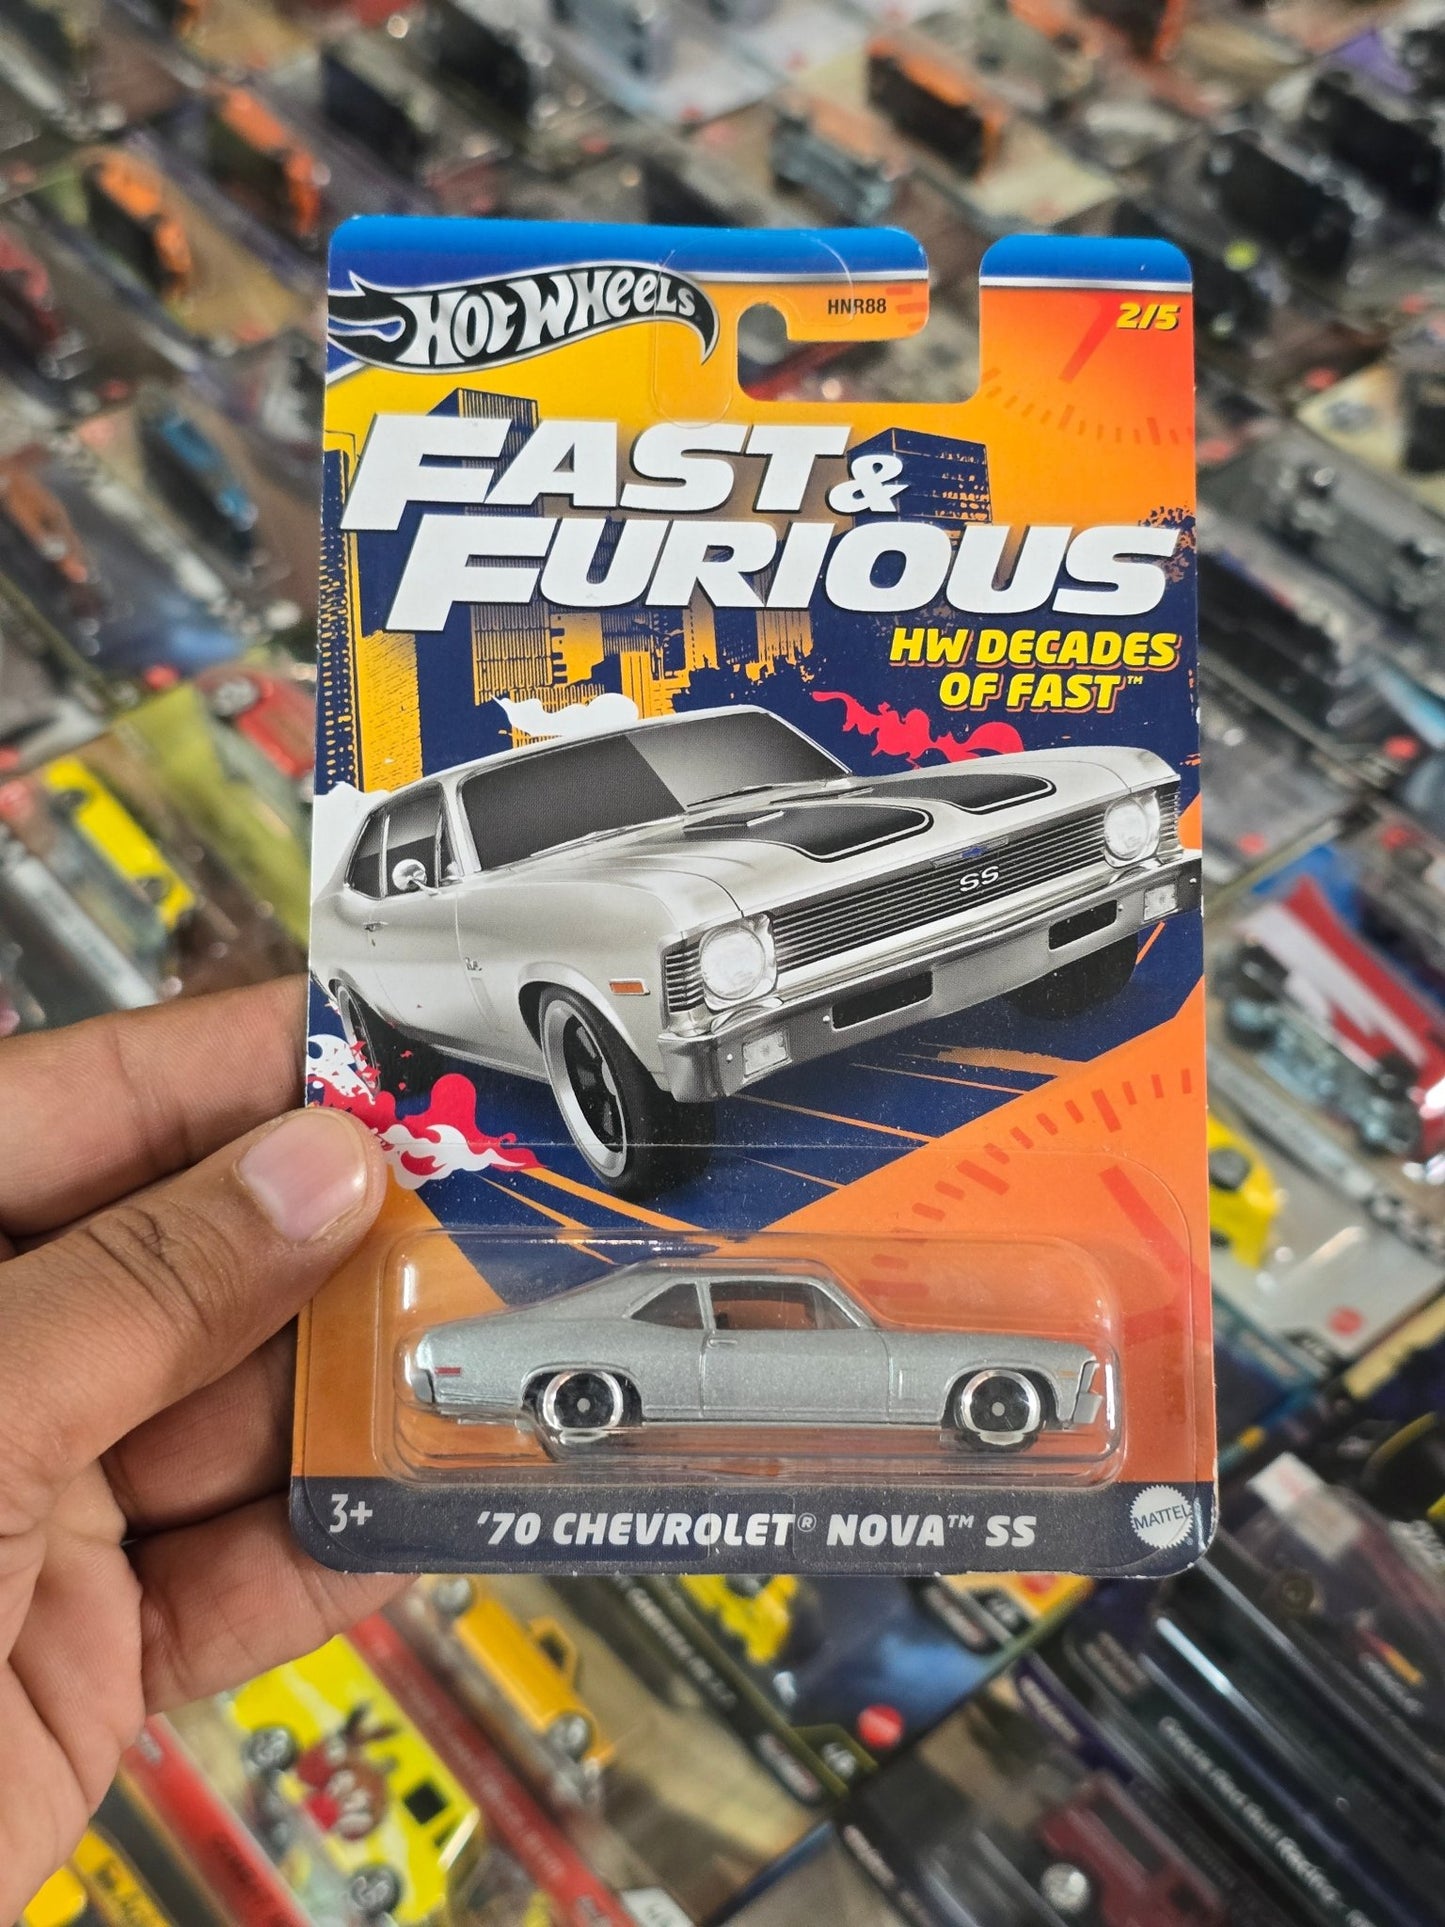 HOT WHEELS
HNR88
2/5
FAST &
FURIOUS
HW DECADES
OF FAST™
SS
3+
'70 CHEVROLET® NOVA™ SS
MATTEL